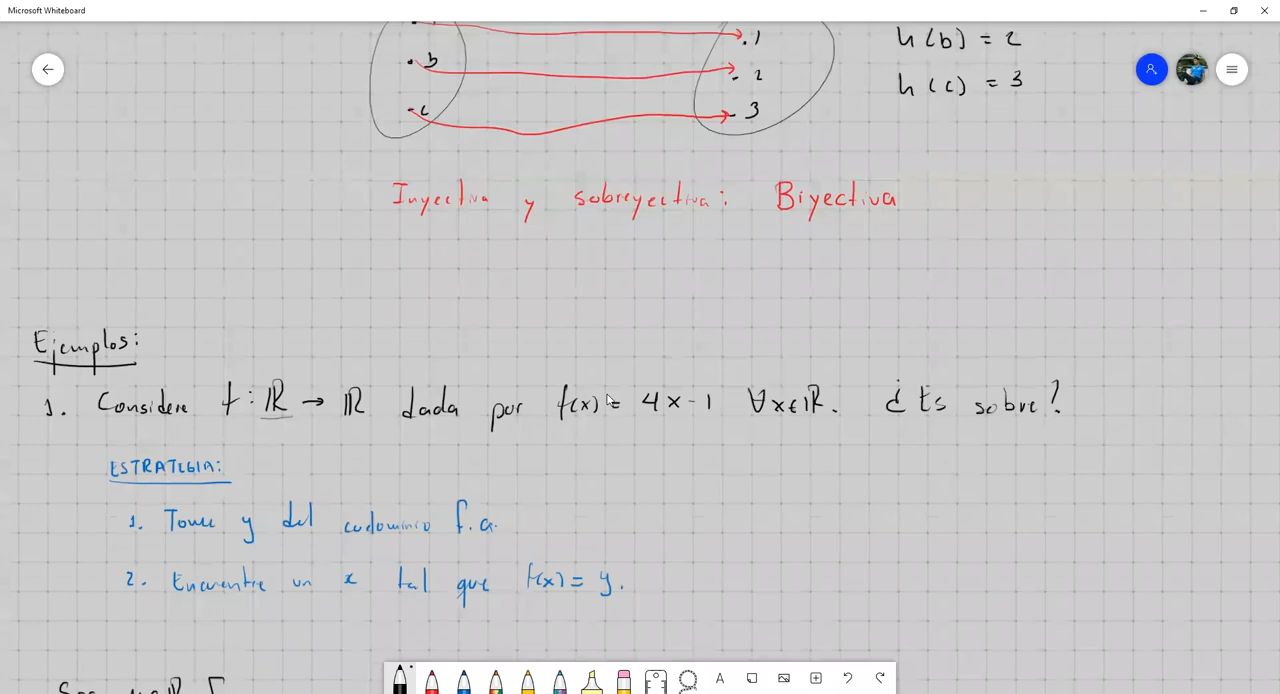 Microsoft Whiteboard
1
h(b) = 2
b
2
h(c) = 3
c
3
Inyectiva y sobreyectiva: Biyectiva
Ejemplos:
1. Considere f: ℝ → ℝ dada por f(x) = 4x - 1 ∀x∈ℝ. ¿Es sobre?
ESTRATEGIA:
1. Tome y del codominio f.a.
2. Encuentre un x tal que f(x) = y.
A